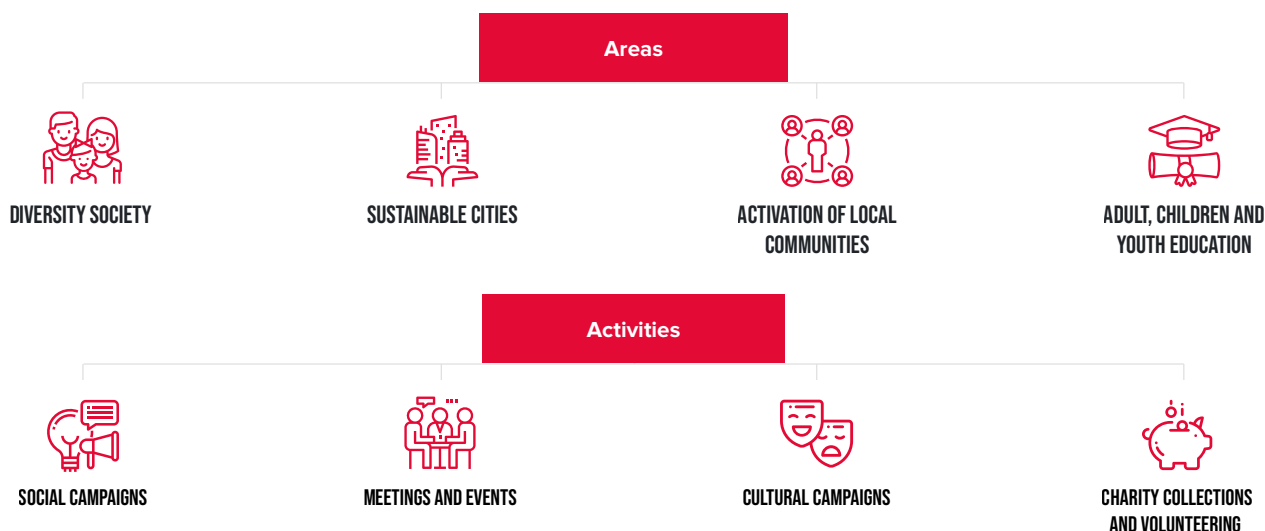 Areas
DIVERSITY SOCIETY
SUSTAINABLE CITIES
ACTIVATION OF LOCAL
COMMUNITIES
ADULT, CHILDREN AND
YOUTH EDUCATION
Activities
SOCIAL CAMPAIGNS
MEETINGS AND EVENTS
CULTURAL CAMPAIGNS
CHARITY COLLECTIONS
AND VOLUNTEERING